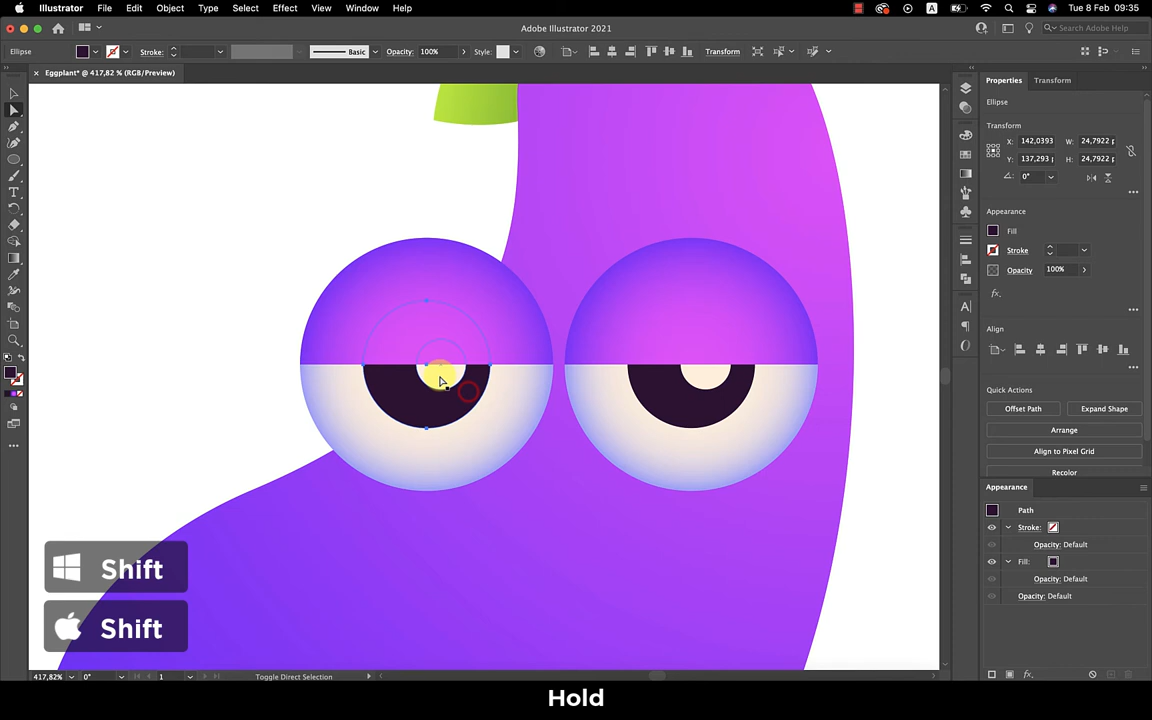 Illustrator File Edit Object Type Select Effect View Window Help A Tue 8 Feb 09:35
Adobe Illustrator 2021 Search Adobe Help
Ellipse Stroke: Basic Opacity: 100% Style: Transform
Eggplant* @ 417,82 % (RGB/Preview)
Properties Transform
Ellipse
Transform
X: 142,0393 W: 24,7922 p
Y: 137,293 H: 24,7922 p
0°
Appearance
Fill
Stroke
Opacity 100%
fx.
Align
Quick Actions
Offset Path Expand Shape
Arrange
Align to Pixel Grid
Recolor
Appearance
Path
Stroke:
Opacity: Default
Fill:
Opacity: Default
Opacity: Default
fx.
Shift
Shift
417,82% 0° 1 Toggle Direct Selection
Hold